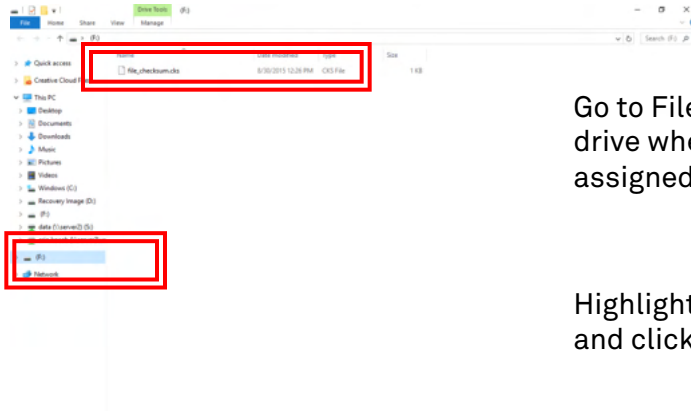 Drive Tools (F:)
File Home Share View Manage
(F:)
Search (F:)
Name Date modified Type Size
Quick access
file_checksum.cks 8/30/2015 12:28 PM CKS File 1 KB
Creative Cloud
This PC
Desktop
Documents
Downloads
Music
Pictures
Videos
Windows (C:)
Recovery Image (D:)
(F:)
data (\\server2) (S:)
(F:)
Network
Go to File
drive whe
assigned
Highlight
and click